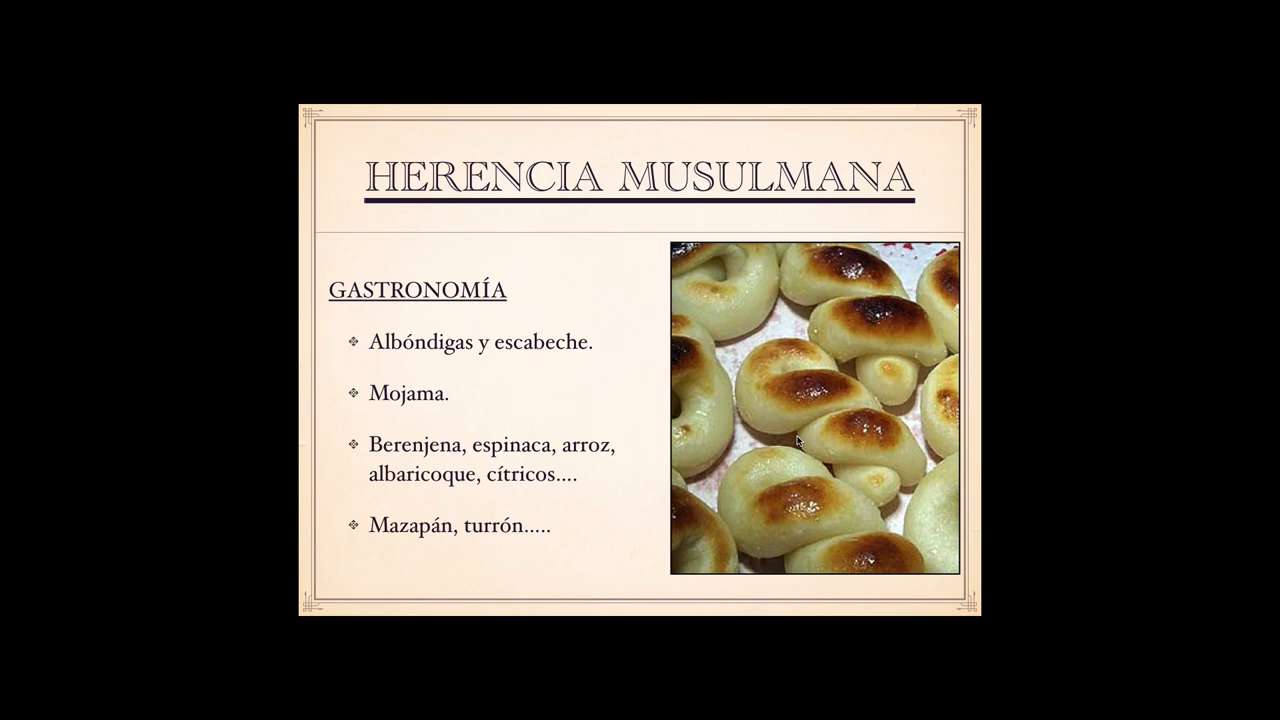 HERENCIA MUSULMANA
GASTRONOMÍA
Albóndigas y escabeche.
Mojama.
Berenjena, espinaca, arroz,
albaricoque, cítricos....
Mazapán, turrón.....